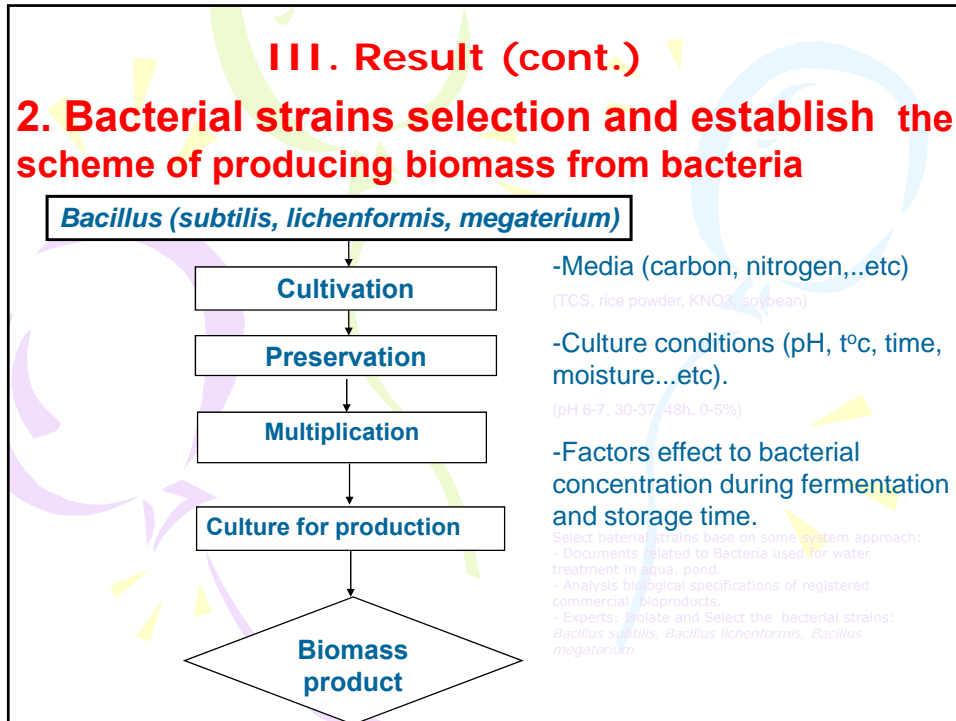 III. Result (cont.)
2. Bacterial strains selection and establish the
scheme of producing biomass from bacteria
Bacillus (subtilis, lichenformis, megaterium)
Cultivation
Preservation
Multiplication
Culture for production
Biomass
product
-Media (carbon, nitrogen,..etc)
(TCS, rice powder, KNO3, soybean)
-Culture conditions (pH, t°c, time,
moisture...etc).
(pH 6-7, 30-37, 48h, 0-5%)
-Factors effect to bacterial
concentration during fermentation
and storage time.
Select baterial strains base on some system approach:
- Documents related to Bacteria used for water
treatment in aqua. pond.
- Analysis biological specifications of registered
commercial bioproducts.
- Experts: Isolate and Select the bacterial strains:
Bacillus subtilis, Bacillus lichenformis, Bacillus
megaterium.